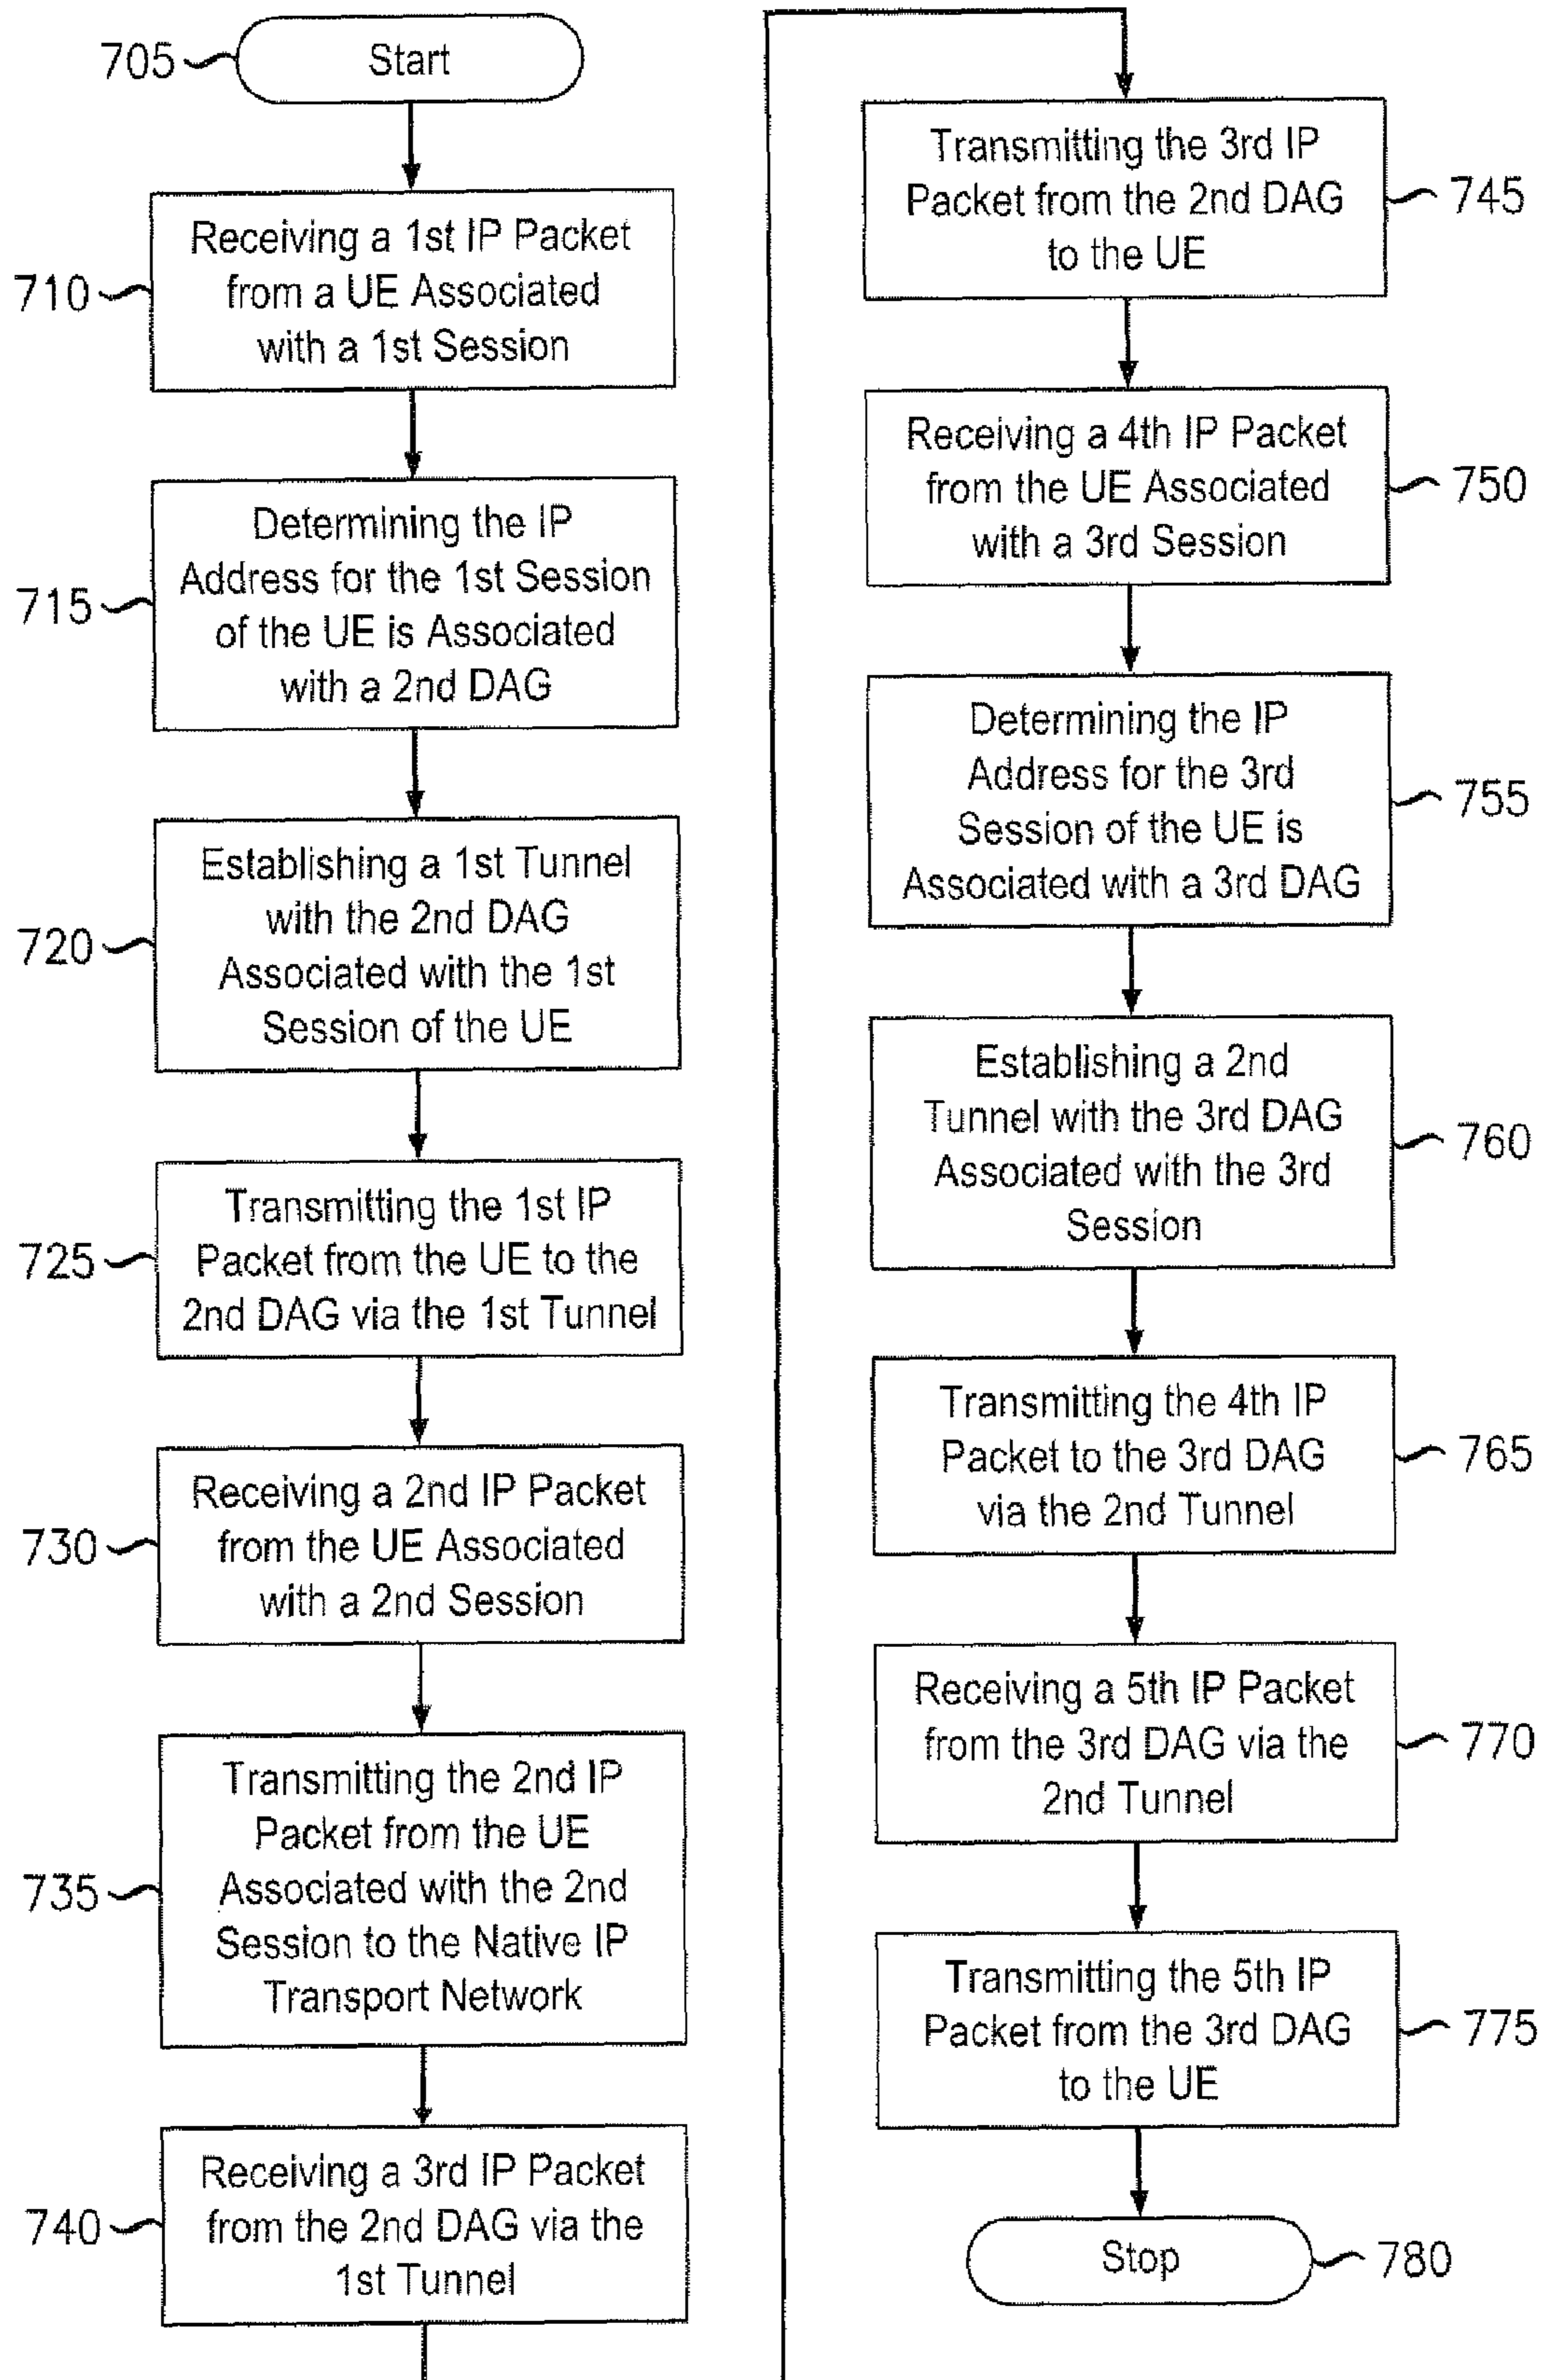 705
Start
710
Receiving a 1st IP Packet
from a UE Associated
with a 1st Session
715
Determining the IP
Address for the 1st Session
of the UE is Associated
with a 2nd DAG
720
Establishing a 1st Tunnel
with the 2nd DAG
Associated with the 1st
Session of the UE
725
Transmitting the 1st IP
Packet from the UE to the
2nd DAG via the 1st Tunnel
730
Receiving a 2nd IP Packet
from the UE Associated
with a 2nd Session
735
Transmitting the 2nd IP
Packet from the UE
Associated with the 2nd
Session to the Native IP
Transport Network
740
Receiving a 3rd IP Packet
from the 2nd DAG via the
1st Tunnel
Transmitting the 3rd IP
Packet from the 2nd DAG
to the UE
745
Receiving a 4th IP Packet
from the UE Associated
with a 3rd Session
750
Determining the IP
Address for the 3rd
Session of the UE is
Associated with a 3rd DAG
755
Establishing a 2nd
Tunnel with the 3rd DAG
Associated with the 3rd
Session
760
Transmitting the 4th IP
Packet to the 3rd DAG
via the 2nd Tunnel
765
Receiving a 5th IP Packet
from the 3rd DAG via the
2nd Tunnel
770
Transmitting the 5th IP
Packet from the 3rd DAG
to the UE
775
Stop
780